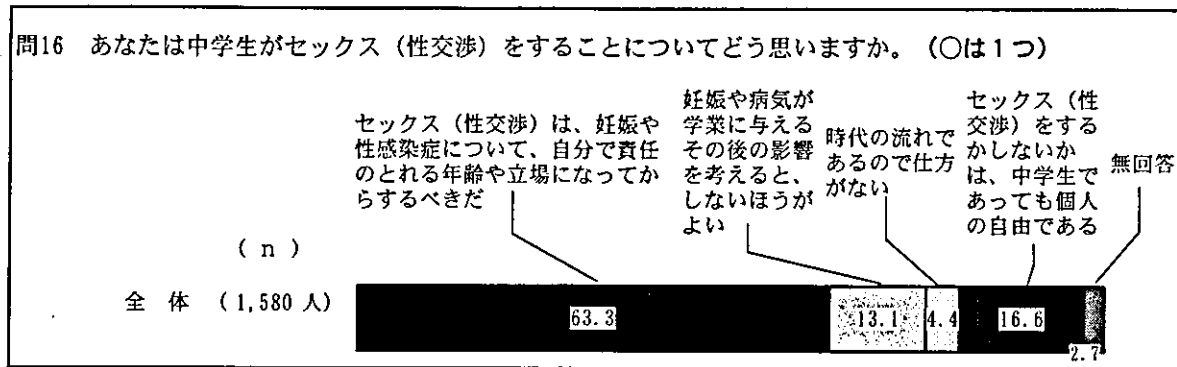 問16　あなたは中学生がセックス（性交渉）をすることについてどう思いますか。（○は1つ）
セックス（性交渉）は、妊娠や
性感染症について、自分で責任
のとれる年齢や立場になってか
らするべきだ
妊娠や病気が
学業に与える
その後の影響
を考えると、
しないほうが
よい
時代の流れで
あるので仕方
がない
セックス（性
交渉）をする
かしないか
は、中学生で
あっても個人
の自由である
無回答
（ｎ）
全　体　（1,580 人）
63.3
13.1
4.4
16.6
2.7